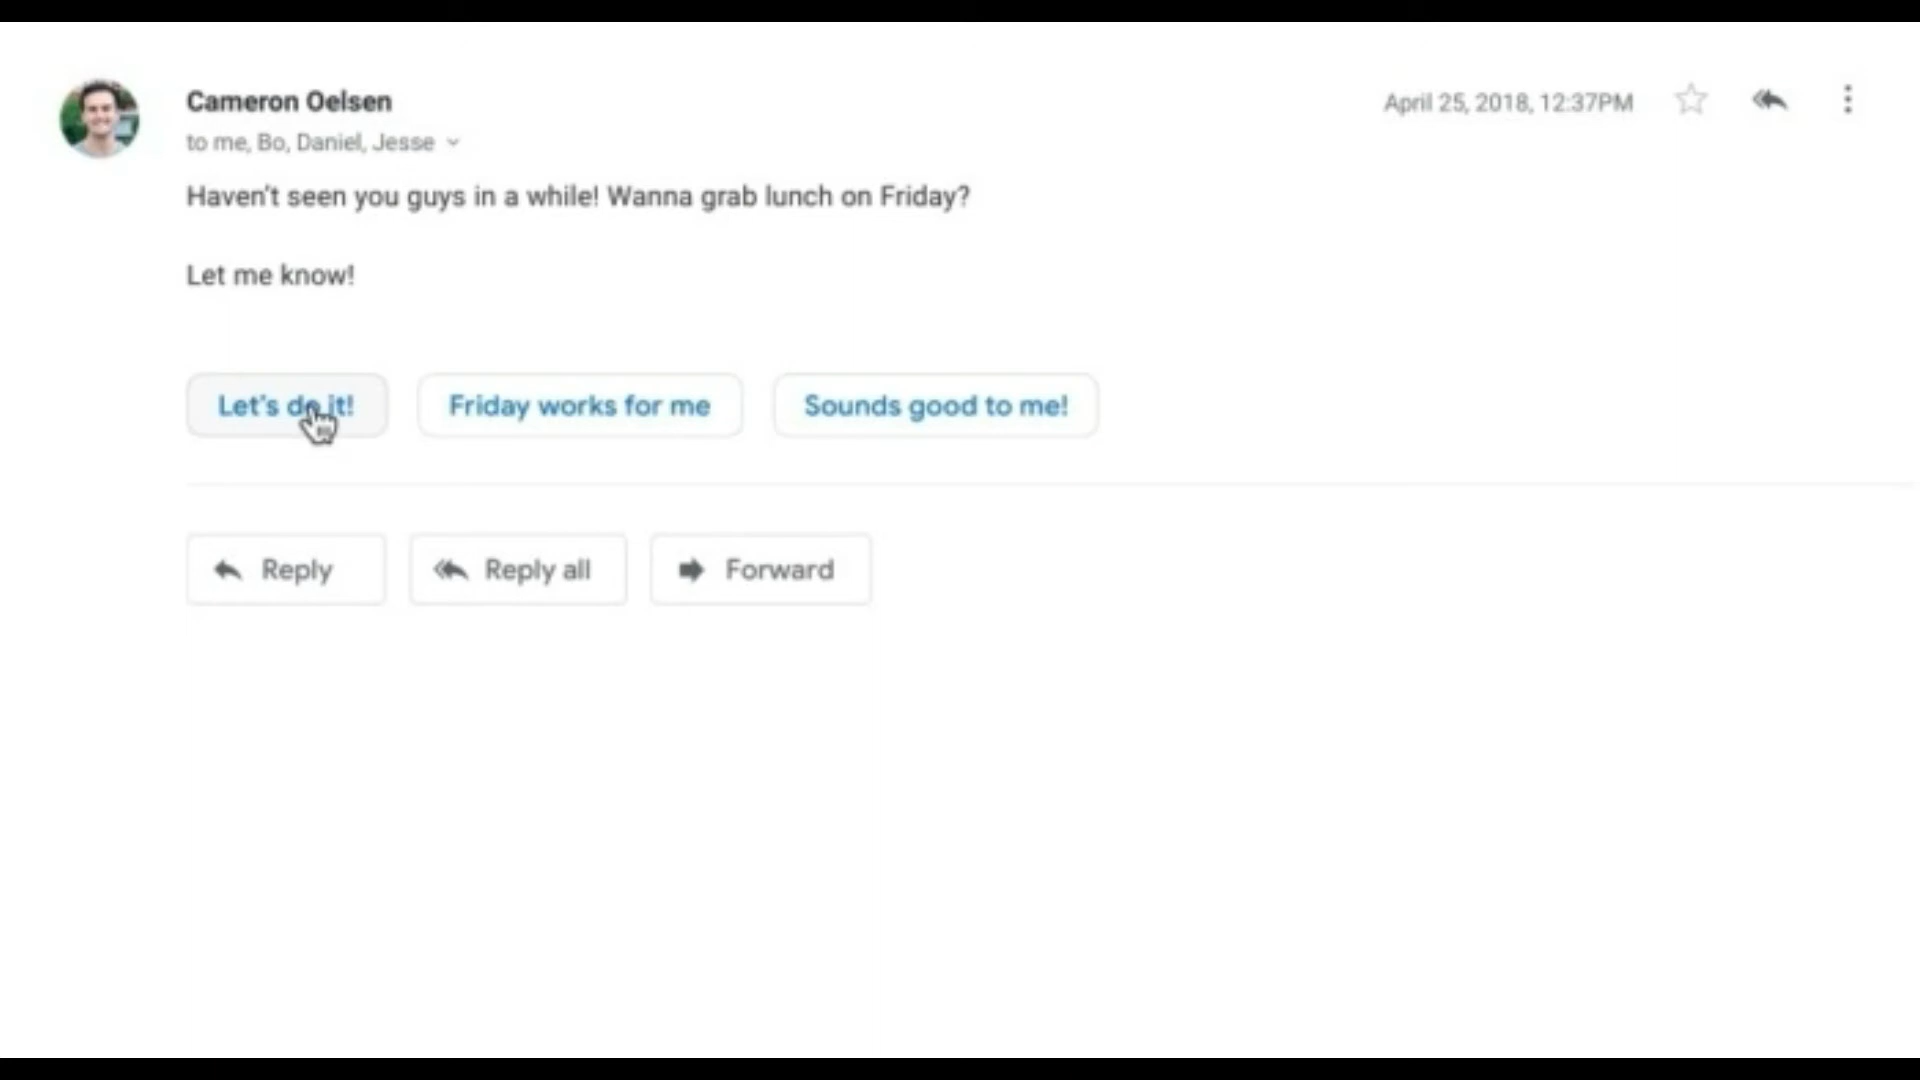 Cameron Oelsen
April 25, 2018, 12:37PM
to me, Bo, Daniel, Jesse
Haven't seen you guys in a while! Wanna grab lunch on Friday?
Let me know!
Let's do it!
Friday works for me
Sounds good to me!
Reply
Reply all
Forward